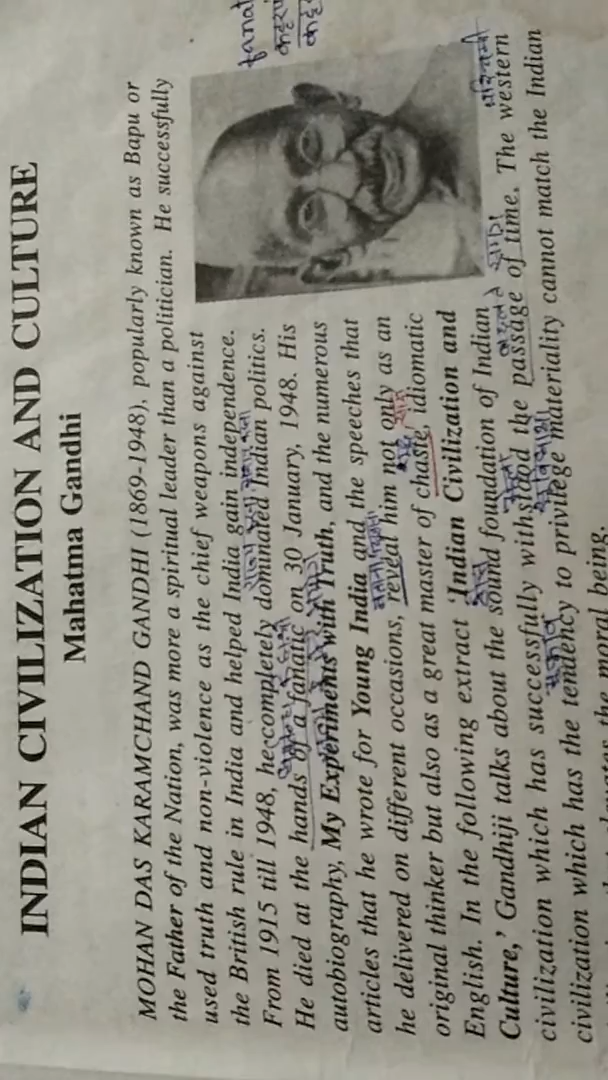 INDIAN CIVILIZATION AND CULTURE
Mahatma Gandhi
MOHAN DAS KARAMCHAND GANDHI (1869-1948), popularly known as Bapu or
the Father of the Nation, was more a spiritual leader than a politician. He successfully
used truth and non-violence as the chief weapons against
the British rule in India and helped India gain independence.
From 1915 till 1948, he completely dominated Indian politics.
He died at the hands of a fanatic on 30 January, 1948. His
autobiography, My Experiments with Truth, and the numerous
articles that he wrote for Young India and the speeches that
he delivered on different occasions, reveal him not only as an
original thinker but also as a great master of chaste, idiomatic
English. In the following extract 'Indian Civilization and
Culture,' Gandhiji talks about the sound foundation of Indian
civilization which has successfully withstood the passage of time. The western
civilization which has the tendency to privilege materiality cannot match the Indian
the moral being.